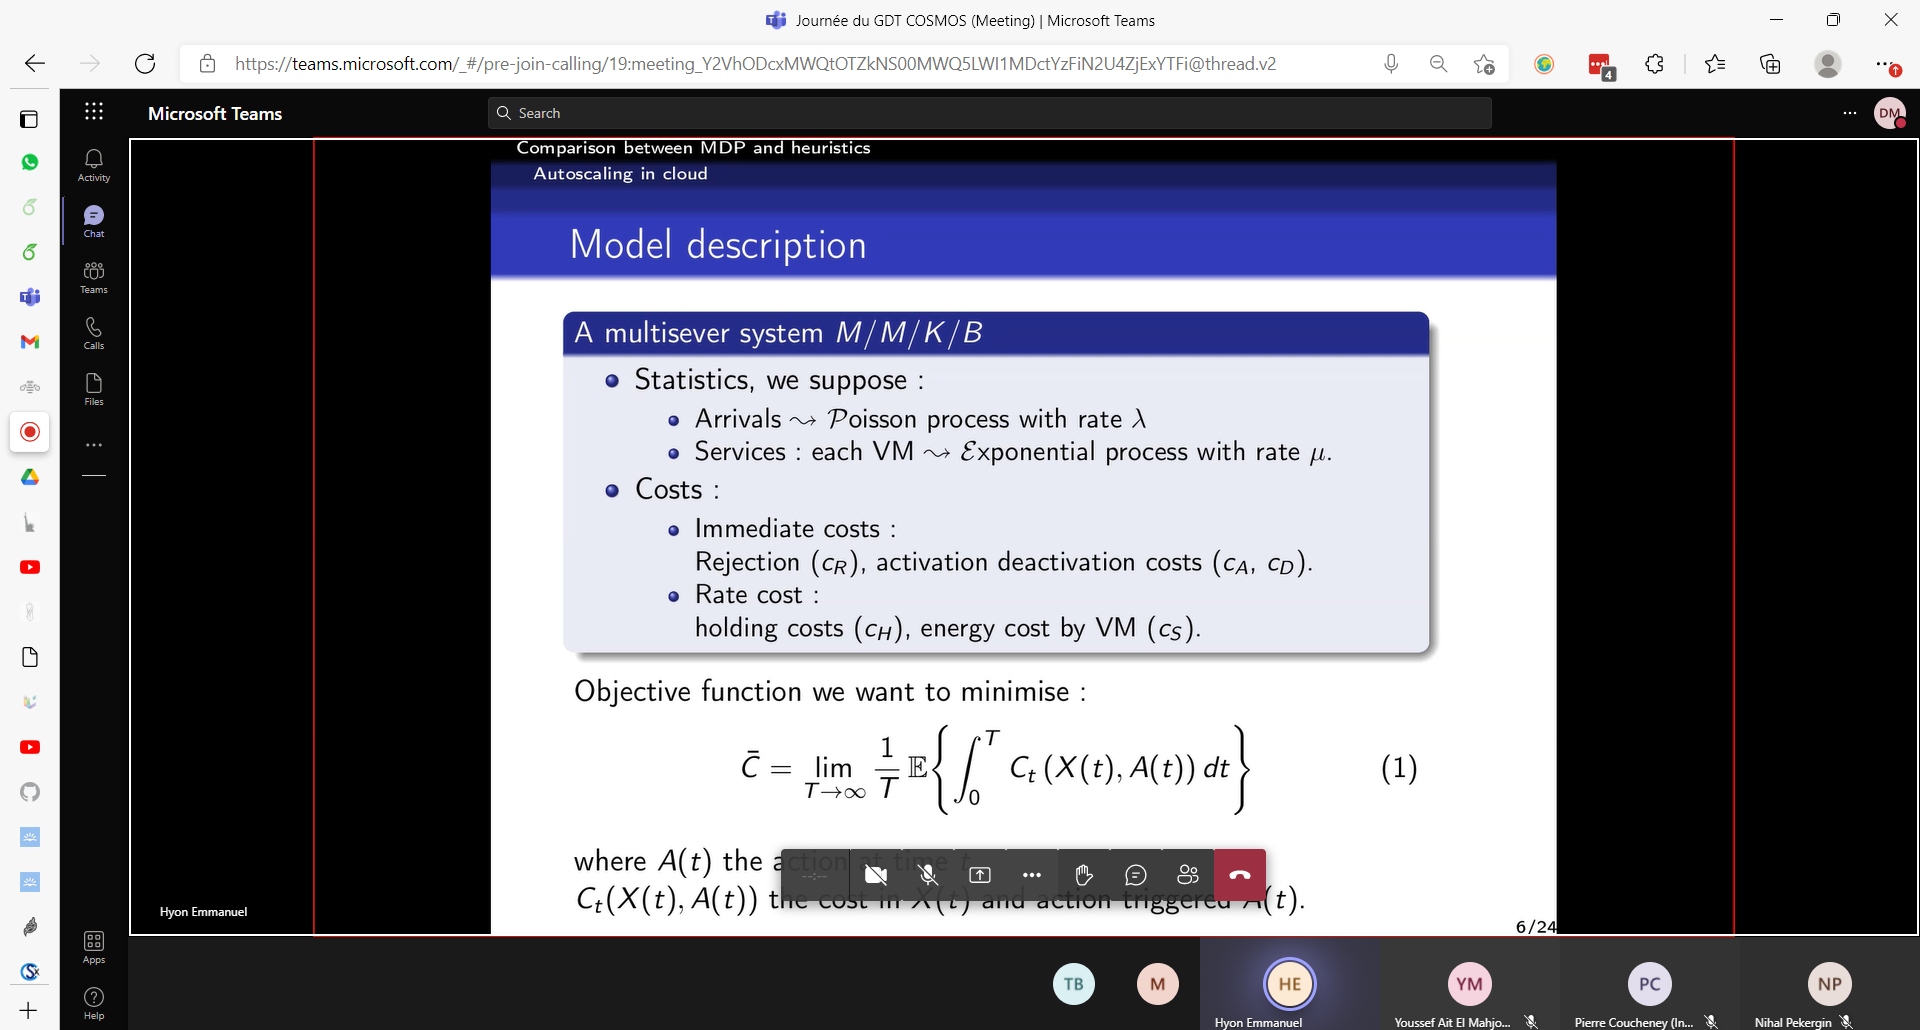 Journée du GDT COSMOS (Meeting) | Microsoft Teams
https://teams.microsoft.com/_#/pre-join-calling/19:meeting_Y2VhODcxMWQtOTZkNS00MWQ5LWI1MDctYzFiN2U4ZjExYTFi@thread.v2
4
Microsoft Teams
Search
DM
Activity
Chat
Teams
Calls
Files
Apps
Help
Comparison between MDP and heuristics
Autoscaling in cloud
Model description
A multisever system M/M/K/B
Statistics, we suppose :
Arrivals ⤳ Poisson process with rate λ
Services : each VM ⤳ Exponential process with rate μ.
Costs :
Immediate costs :
Rejection (c_R), activation deactivation costs (c_A, c_D).
Rate cost :
holding costs (c_H), energy cost by VM (c_S).
Objective function we want to minimise :
C̄ = lim_{T→∞} 1/T 𝔼{∫_0^T C_t (X(t), A(t)) dt} (1)
where A(t) the action at time t
C_t(X(t), A(t)) the cost in X(t) and action triggered A(t).
6/24
Hyon Emmanuel
--:--
TB
M
HE
Hyon Emmanuel
YM
Youssef Ait El Mahjo...
PC
Pierre Coucheney (In...
NP
Nihal Pekergin